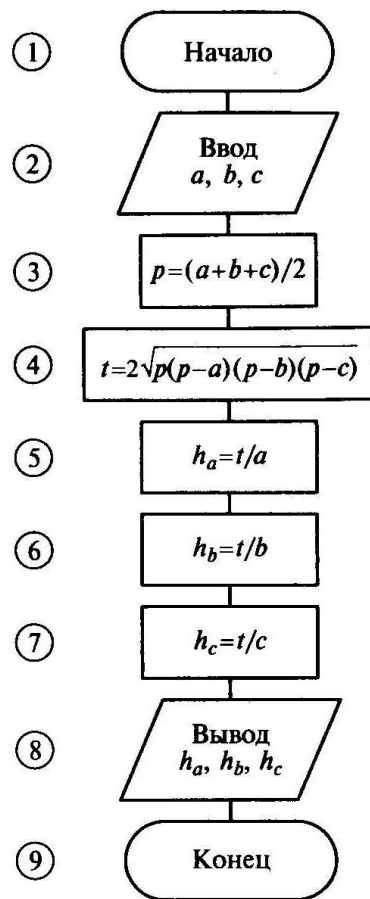 ① Начало
② Ввод
a, b, c
③ p=(a+b+c)/2
④ t=2√p(p−a)(p−b)(p−c)
⑤ hₐ=t/a
⑥ h_b=t/b
⑦ h_c=t/c
⑧ Вывод
hₐ, h_b, h_c
⑨ Конец